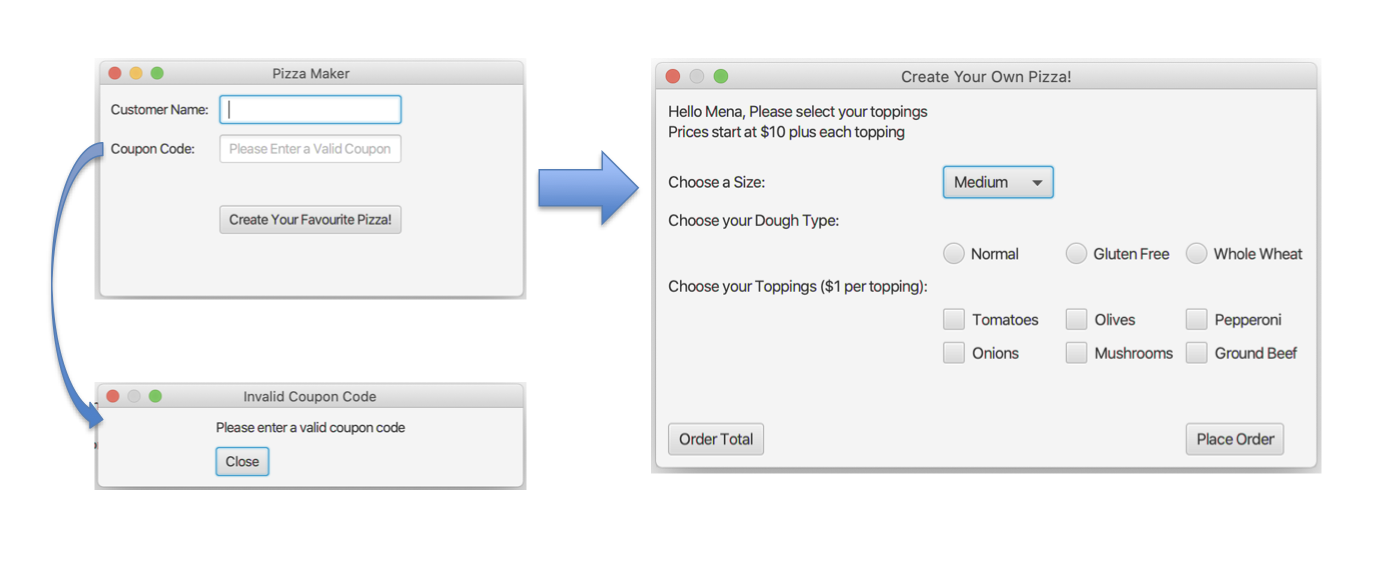 Pizza Maker
Customer Name:
Coupon Code: Please Enter a Valid Coupon
Create Your Favourite Pizza!
Invalid Coupon Code
Please enter a valid coupon code
Close
Create Your Own Pizza!
Hello Mena, Please select your toppings
Prices start at $10 plus each topping
Choose a Size: Medium
Choose your Dough Type:
Normal Gluten Free Whole Wheat
Choose your Toppings ($1 per topping):
Tomatoes Olives Pepperoni
Onions Mushrooms Ground Beef
Order Total Place Order